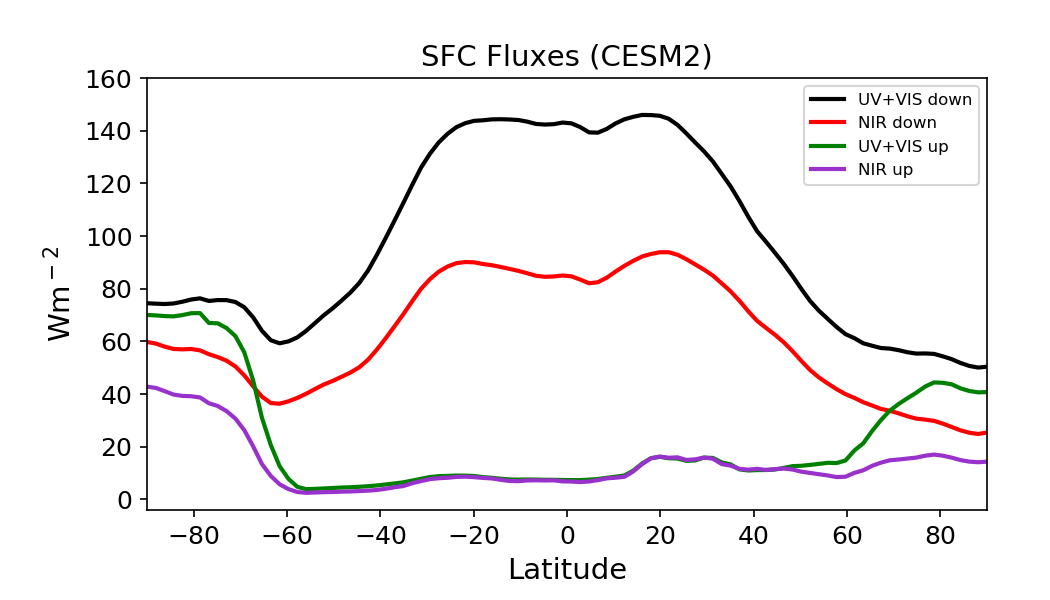 SFC Fluxes (CESM2)
160
140
120
100
80
60
40
20
0
Wm⁻²
UV+VIS down
NIR down
UV+VIS up
NIR up
−80 −60 −40 −20 0 20 40 60 80
Latitude